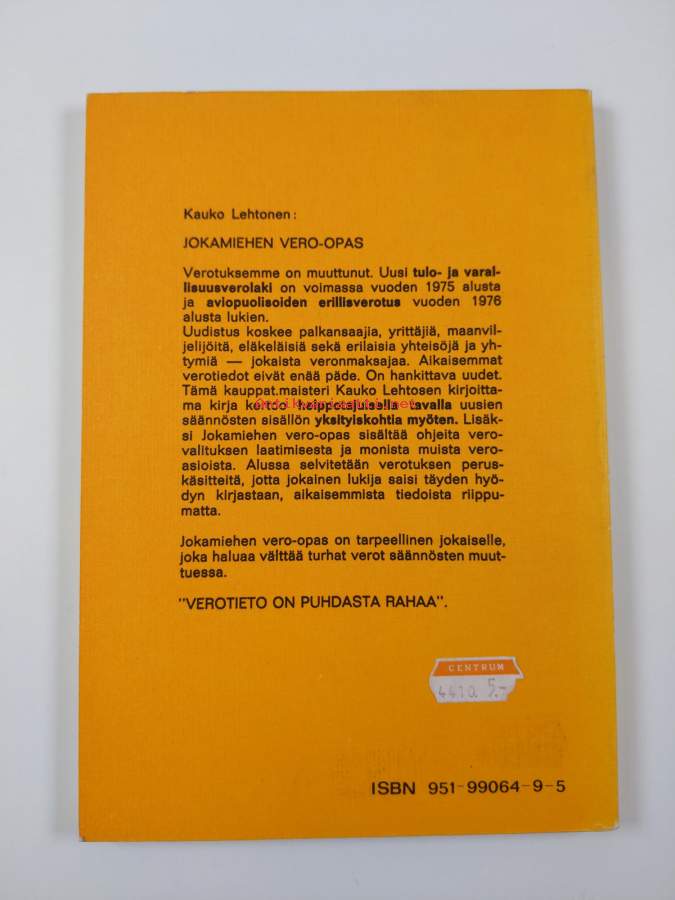 Kauko Lehtonen:
JOKAMIEHEN VERO-OPAS
Verotuksemme on muuttunut. Uusi tulo- ja varal-
lisuusverolaki on voimassa vuoden 1975 alusta
ja aviopuolisoiden erillisverotus vuoden 1976
alusta lukien.
Uudistus koskee palkansaajia, yrittäjiä, maanvil-
jelijöitä, eläkeläisiä sekä erilaisia yhteisöjä ja yh-
tymiä — jokaista veronmaksajaa. Aikaisemmat
verotiedot eivät enää päde. On hankittava uudet.
Tämä kauppat.maisteri Kauko Lehtosen kirjoitta-
ma kirja kertoo helppotajuisella tavalla uusien
säännösten sisällön yksityiskohtia myöten. Lisäk-
si Jokamiehen vero-opas sisältää ohjeita vero-
valituksen laatimisesta ja monista muista vero-
asioista. Alussa selvitetään verotuksen perus-
käsitteitä, jotta jokainen lukija saisi täyden hyö-
dyn kirjastaan, aikaisemmista tiedoista riippu-
matta.
Jokamiehen vero-opas on tarpeellinen jokaiselle,
joka haluaa välttää turhat verot säännösten muut-
tuessa.
"VEROTIETO ON PUHDASTA RAHAA".
CENTRUM
5.-
ISBN 951-99064-9-5